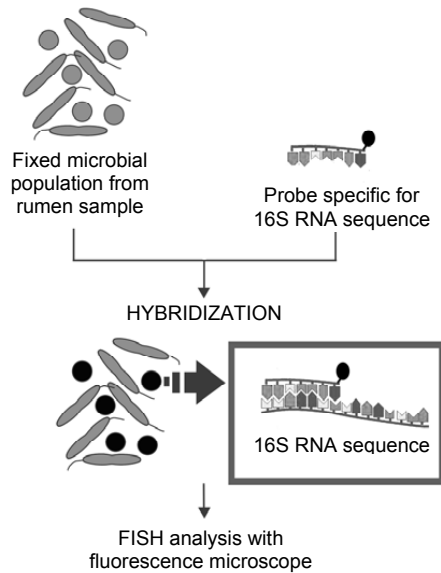 Fixed microbial
population from
rumen sample
Probe specific for
16S RNA sequence
HYBRIDIZATION
16S RNA sequence
FISH analysis with
fluorescence microscope